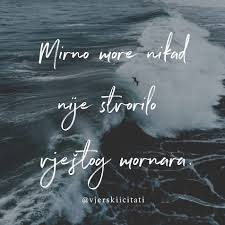 Mirno more nikad
nije stvorilo
vještog mornara.
@vjerskiicitati